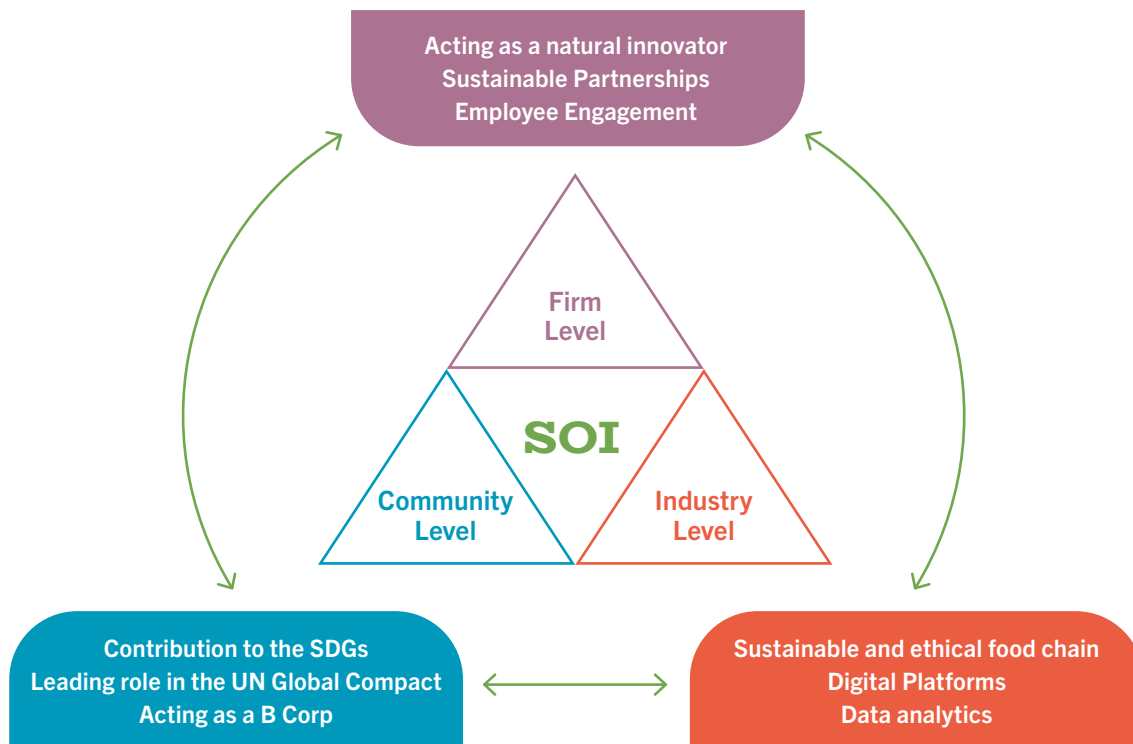 Acting as a natural innovator
Sustainable Partnerships
Employee Engagement
Firm
Level
SOI
Community
Level
Industry
Level
Contribution to the SDGs
Leading role in the UN Global Compact
Acting as a B Corp
Sustainable and ethical food chain
Digital Platforms
Data analytics